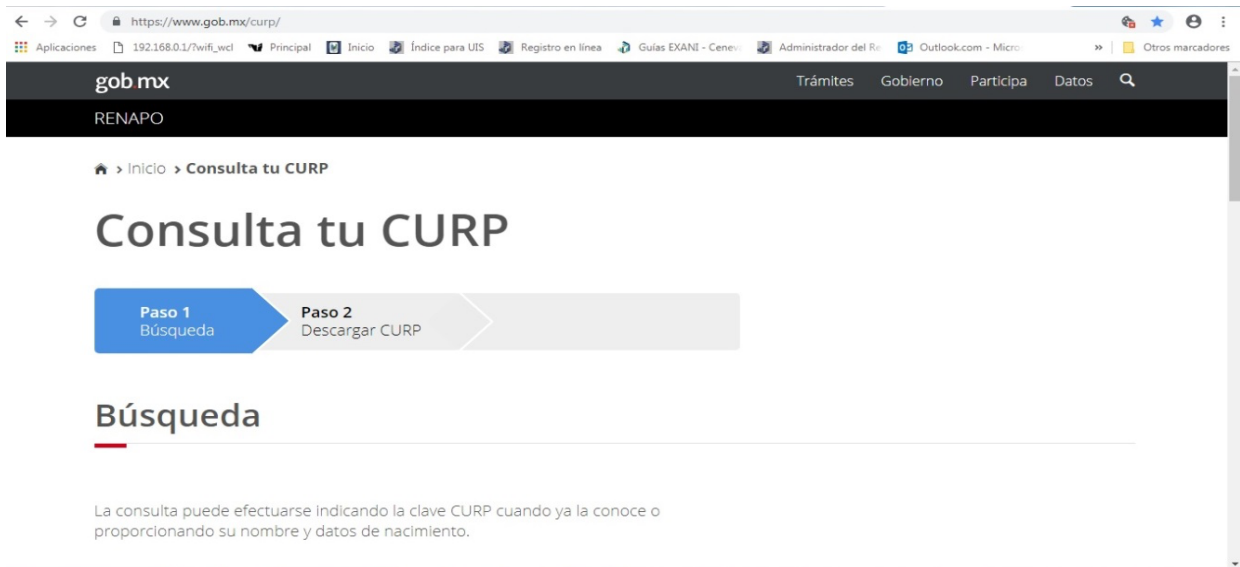 https://www.gob.mx/curp/
Aplicaciones 192.168.0.1/?wifi_wcl Principal Inicio Índice para UIS Registro en línea Guías EXANI - Cenev Administrador del Re Outlook.com - Micro » Otros marcadores
gob.mx Trámites Gobierno Participa Datos
RENAPO
> Inicio > Consulta tu CURP
Consulta tu CURP
Paso 1 Paso 2
Búsqueda Descargar CURP
Búsqueda
La consulta puede efectuarse indicando la clave CURP cuando ya la conoce o
proporcionando su nombre y datos de nacimiento.